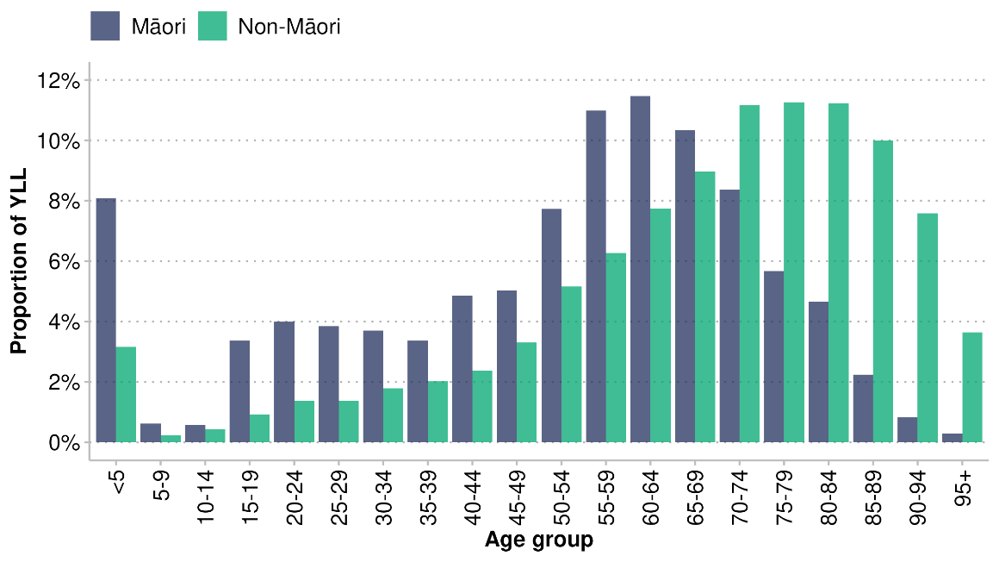 Māori Non-Māori
12%
10%
8%
6%
4%
2%
0%
Proportion of YLL
<5 5-9 10-14 15-19 20-24 25-29 30-34 35-39 40-44 45-49 50-54 55-59 60-64 65-69 70-74 75-79 80-84 85-89 90-94 95+
Age group